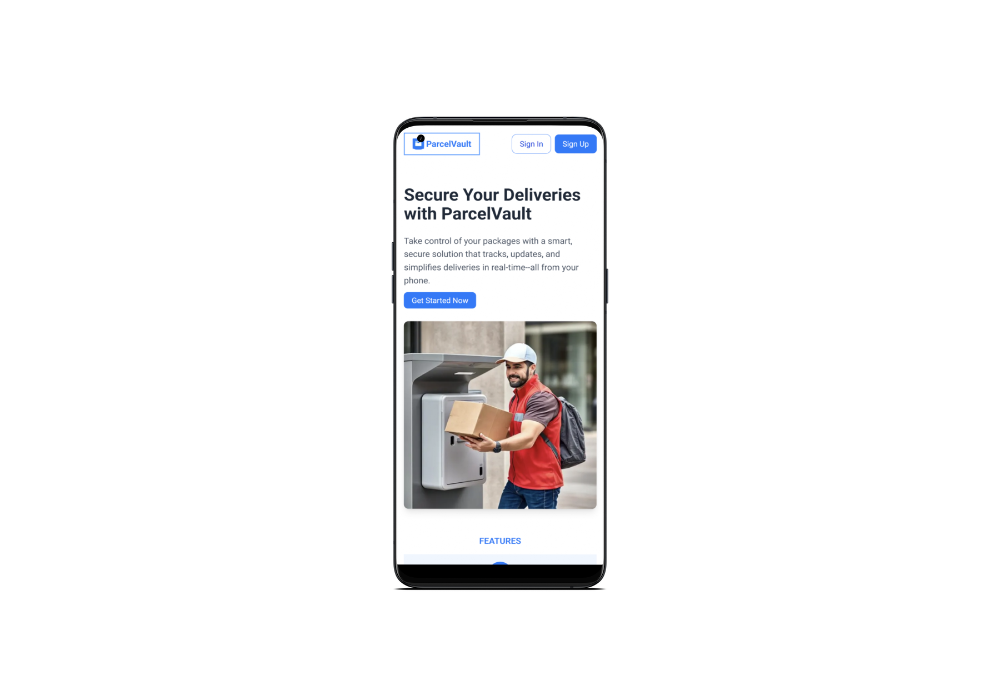 ParcelVault
Sign In
Sign Up
Secure Your Deliveries
with ParcelVault
Take control of your packages with a smart,
secure solution that tracks, updates, and
simplifies deliveries in real-time--all from your
phone.
Get Started Now
FEATURES